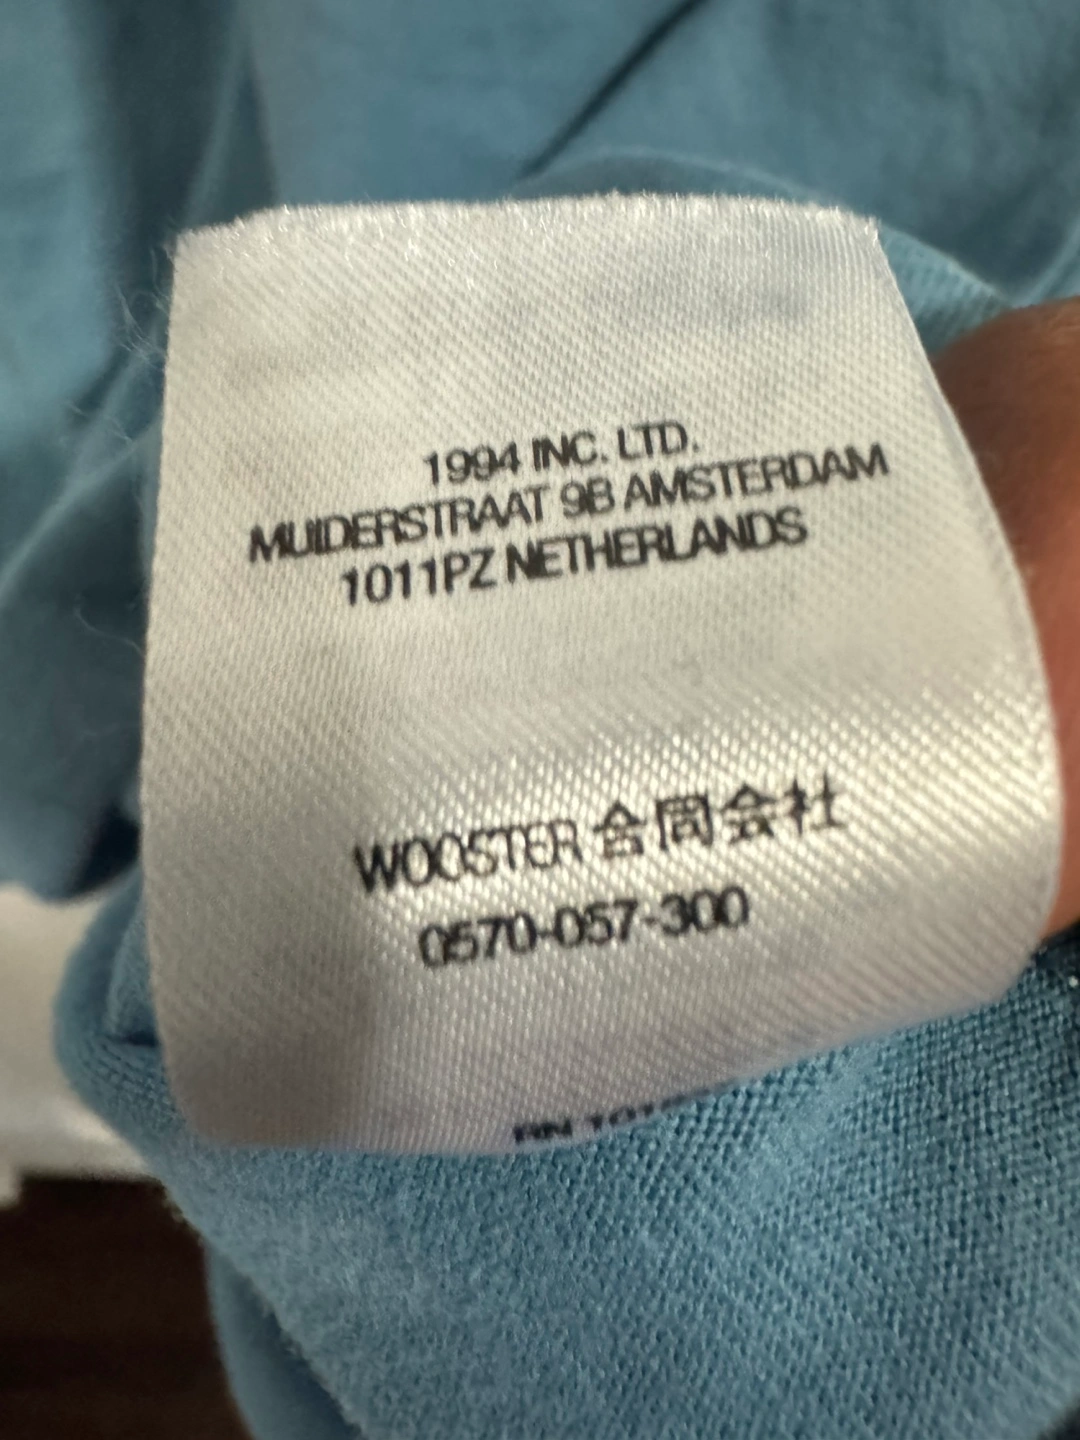 1994 INC. LTD.
MUIDERSTRAAT 9B AMSTERDAM
1011PZ NETHERLANDS
WOOSTER 合同会社
0570-057-300